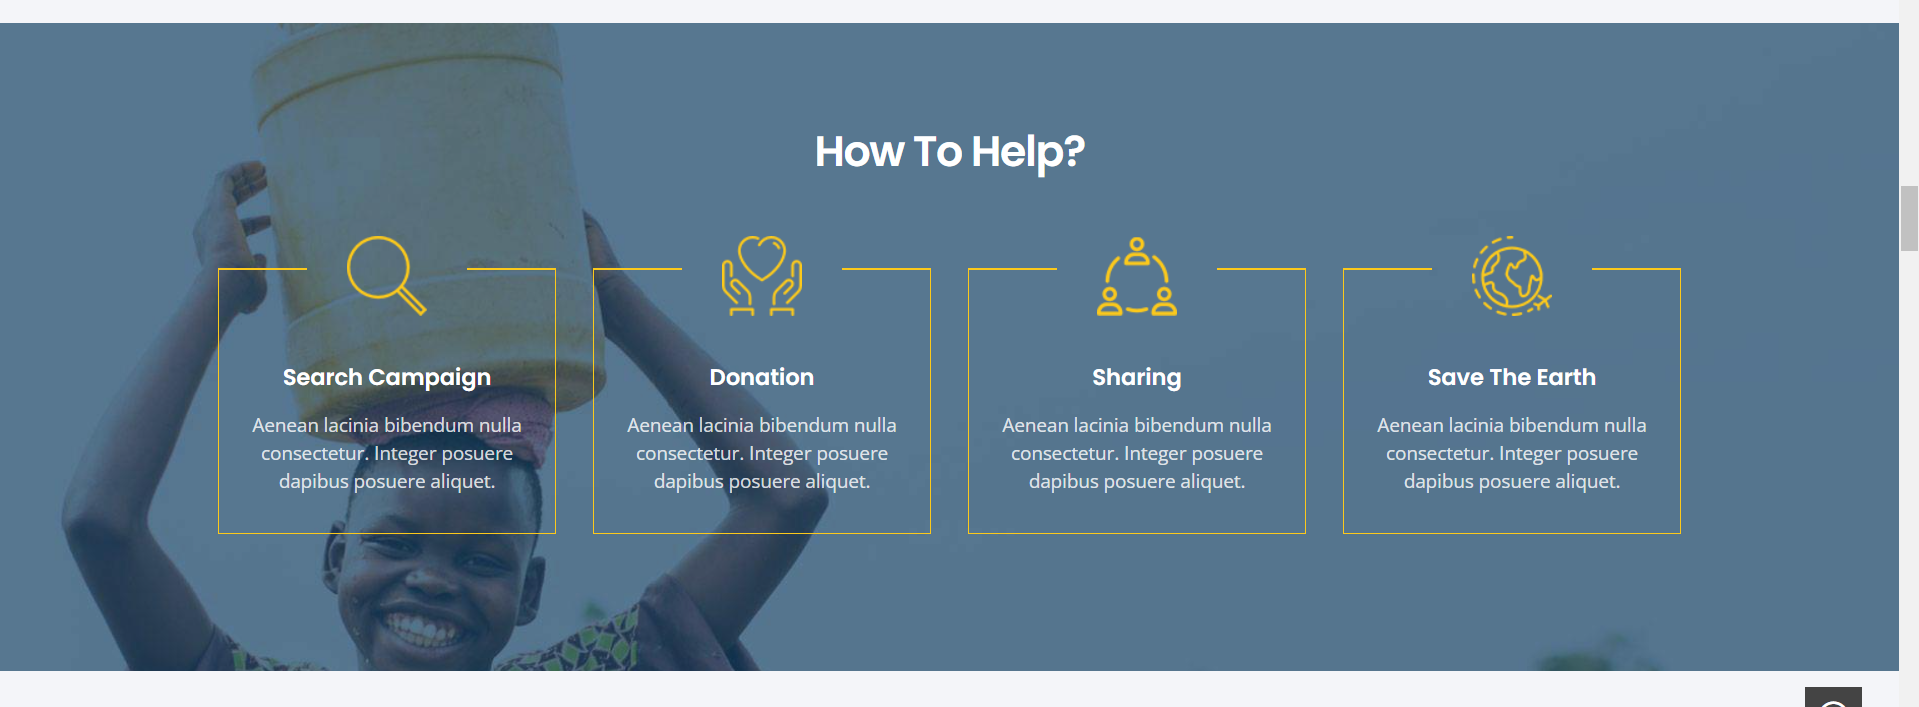 How To Help?
Search Campaign
Aenean lacinia bibendum nulla
consectetur. Integer posuere
dapibus posuere aliquet.
Donation
Aenean lacinia bibendum nulla
consectetur. Integer posuere
dapibus posuere aliquet.
Sharing
Aenean lacinia bibendum nulla
consectetur. Integer posuere
dapibus posuere aliquet.
Save The Earth
Aenean lacinia bibendum nulla
consectetur. Integer posuere
dapibus posuere aliquet.